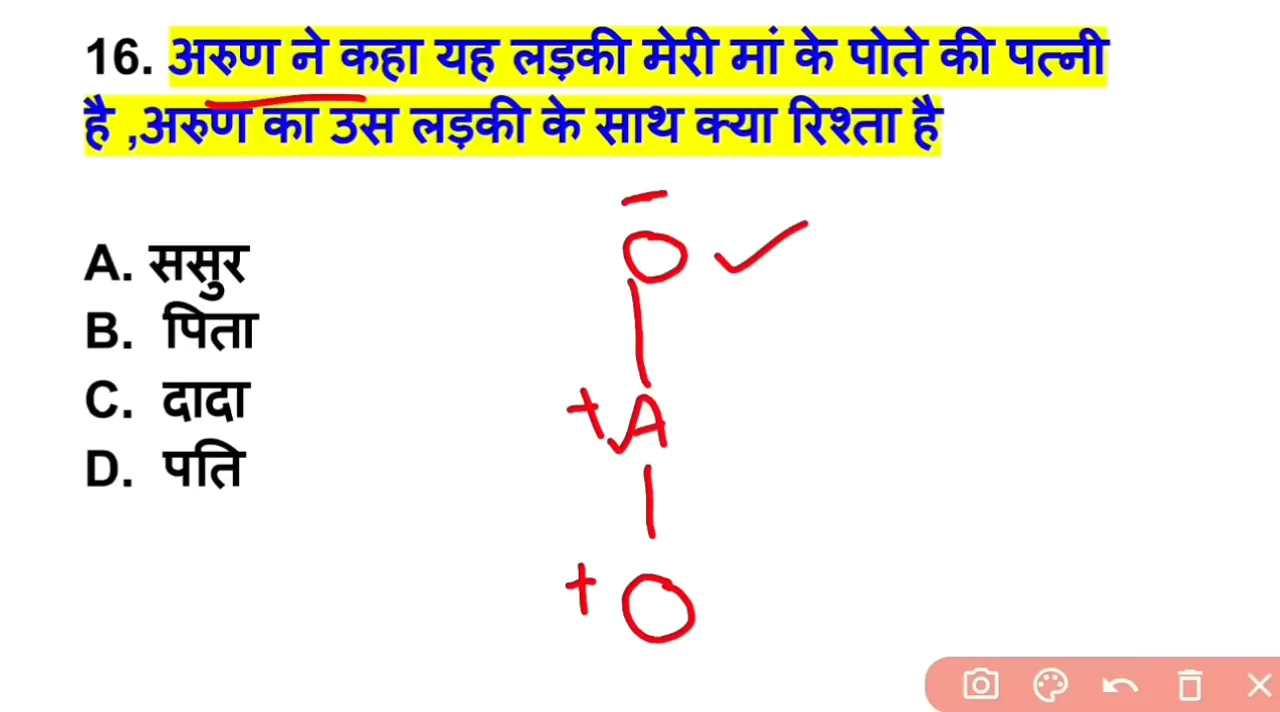 16. अरुण ने कहा यह लड़की मेरी मां के पोते की पत्नी
है ,अरुण का उस लड़की के साथ क्या रिश्ता है
A. ससुर
B. पिता
C. दादा
D. पति
-
O
+ A
+ O